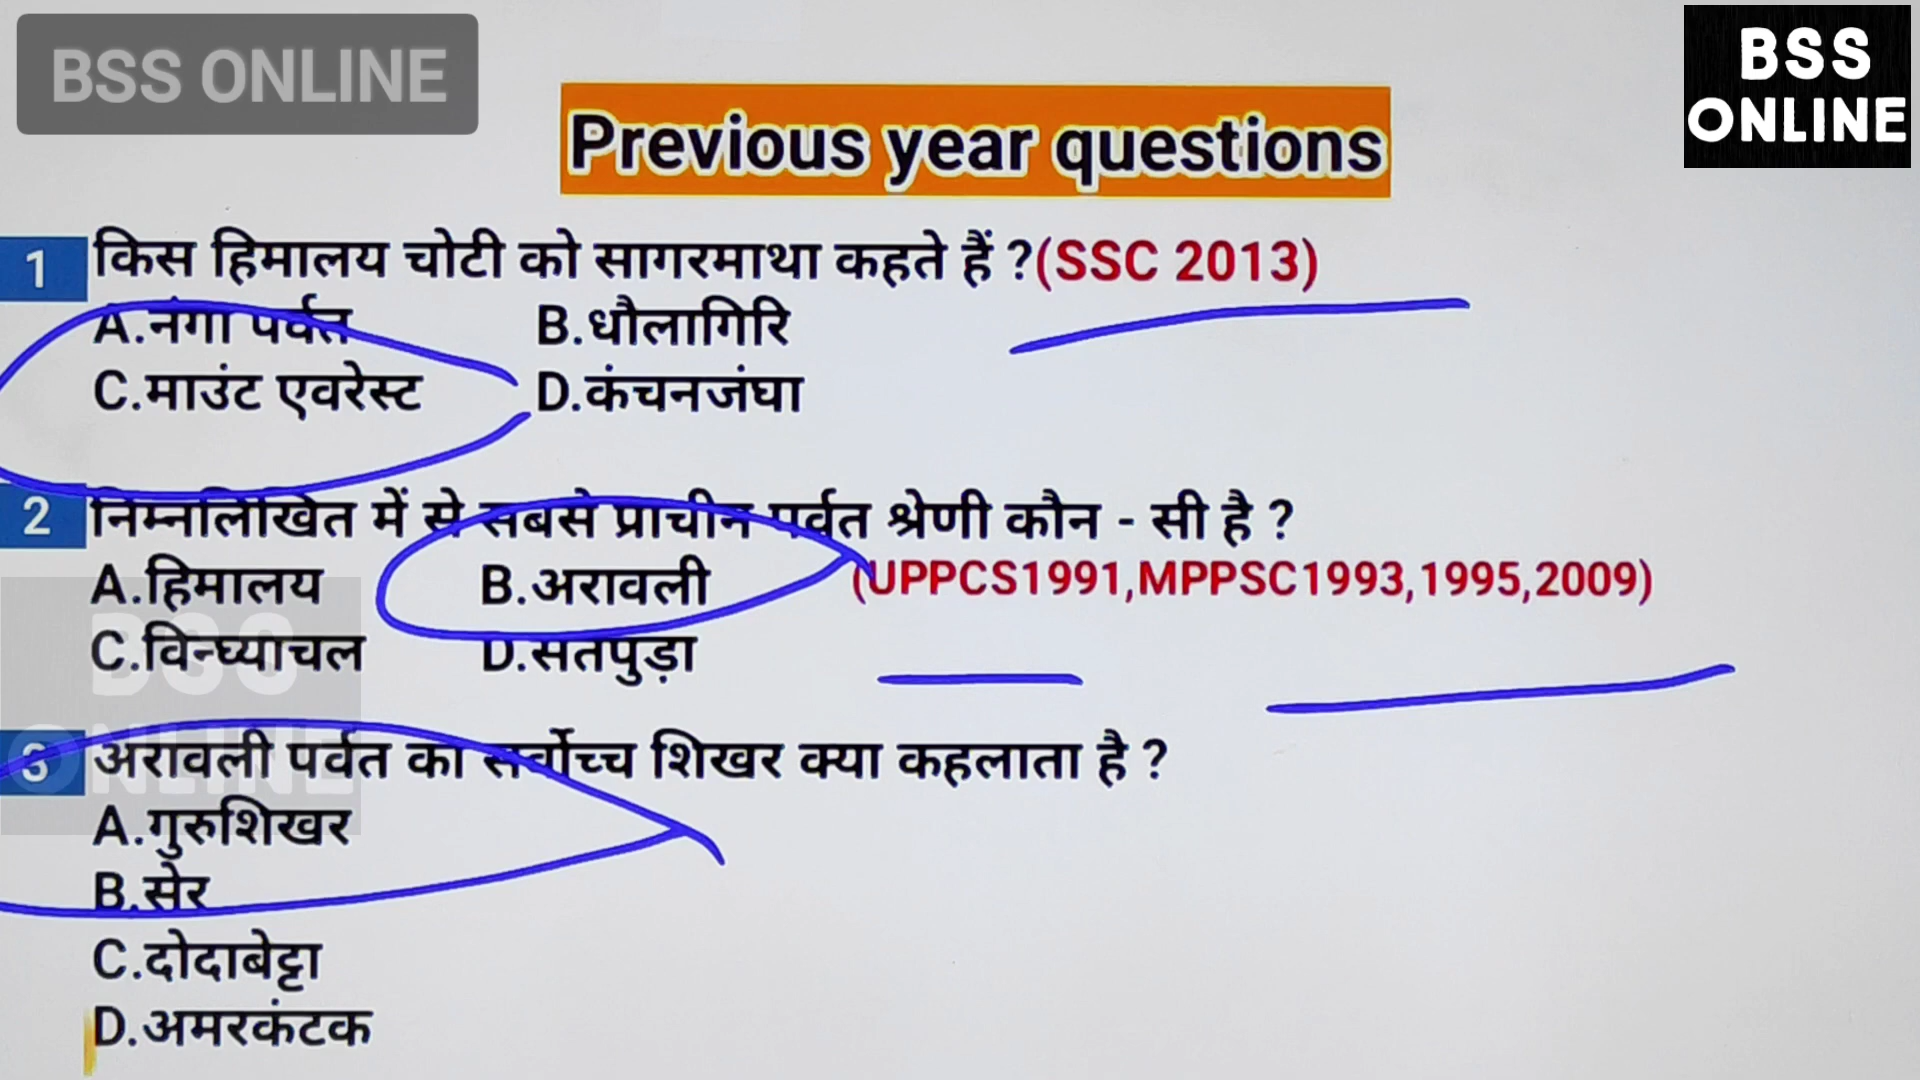 BSS ONLINE
BSS
ONLINE
Previous year questions
1 किस हिमालय चोटी को सागरमाथा कहते हैं ?(SSC 2013)
A.नंगा पर्वत B.धौलागिरि
C.माउंट एवरेस्ट D.कंचनजंघा
2 निम्नलिखित में से सबसे प्राचीन पर्वत श्रेणी कौन - सी है ?
A.हिमालय B.अरावली (UPPCS1991,MPPSC1993,1995,2009)
C.विन्घ्याचल D.सतपुड़ा
BSS
ONLINE
3 अरावली पर्वत का सर्वोच्च शिखर क्या कहलाता है ?
A.गुरुशिखर
B.सेर
C.दोदाबेट्टा
D.अमरकंटक